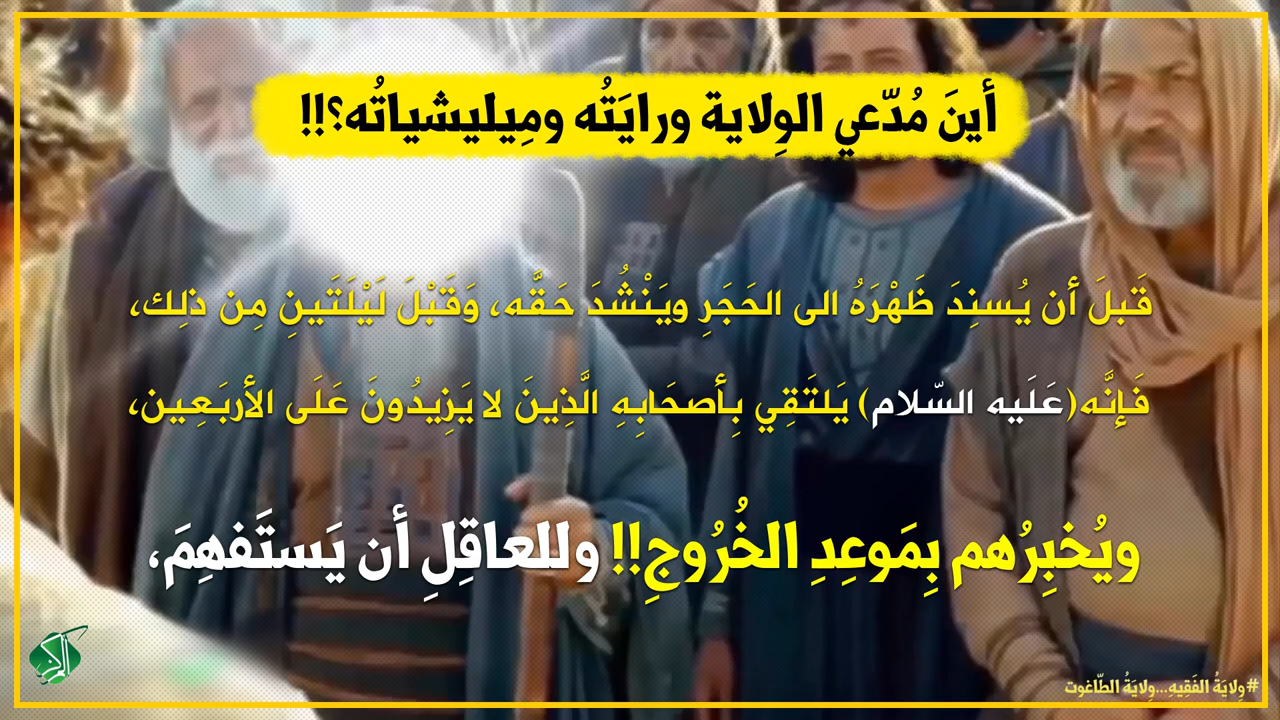 أينَ مُدّعي الوِلاية ورايَتُه ومِيليشياتُه؟!!
قَبلَ أن يُسنِدَ ظَهْرَهُ الى الحَجَرِ ويَنْشُدَ حَقَّه، وَقَبْلَ لَيْلَتَينِ مِن ذلِك،
فَإنَّه(عَلَيه السّلام) يَلتَقِي بِأصحَابِهِ الَّذِينَ لا يَزِيدُونَ عَلَى الأربَعِين،
ويُخبِرُهم بِمَوعِدِ الخُرُوجِ!! وللعاقِلِ أن يَستَفهِمَ،
#وِلايَةُ الفَقِيهِ...وِلايَةُ الطّاغوت